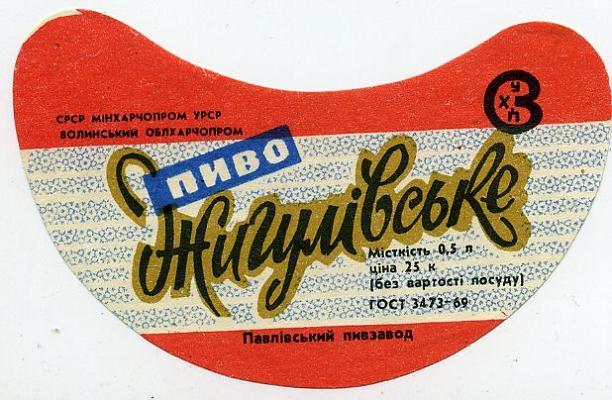 СРСР МІНХАРЧОПРОМ УРСР
ВОЛИНСЬКИЙ ОБЛХАРЧОПРОМ
УХП
ПИВО
Жигулівське
Місткість 0,5 л
ціна 25 к
(без вартості посуду)
ГОСТ 3473-69
Павлівський пивзавод